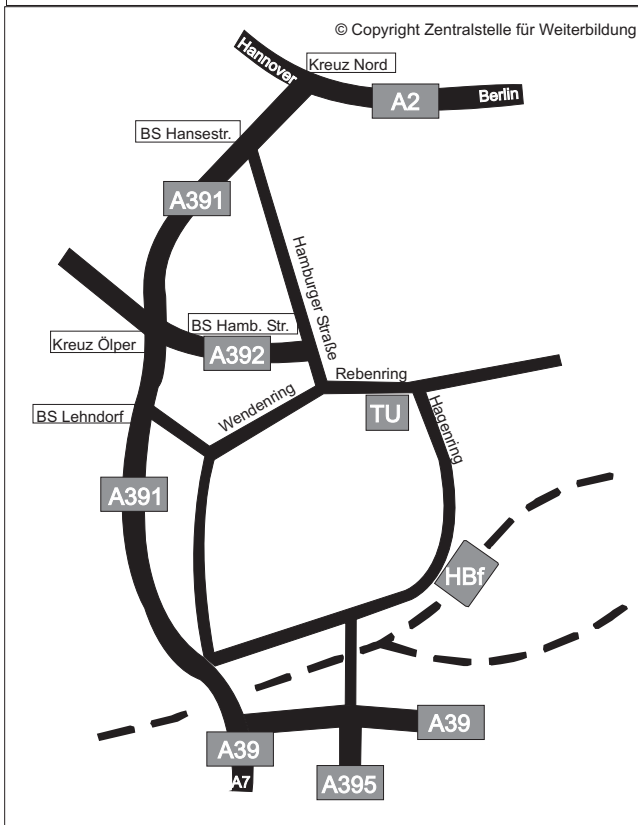 © Copyright Zentralstelle für Weiterbildung
Hannover
Kreuz Nord
A2
Berlin
BS Hansestr.
A391
Hamburger Straße
BS Hamb. Str.
Kreuz Ölper
A392
Rebenring
BS Lehndorf
Wendenring
TU
Hagenring
A391
HBf
A39
A39
A7
A395